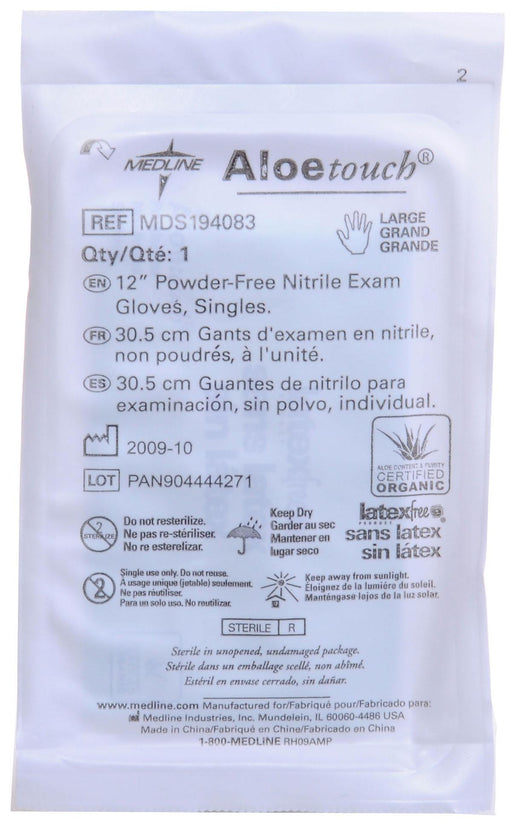 2
MEDLINE
Aloetouch®
REF MDS194083
LARGE
GRAND
GRANDE
Qty/Qté: 1
EN 12" Powder-Free Nitrile Exam
Gloves, Singles.
FR 30.5 cm Gants d'examen en nitrile,
non poudrés, à l'unité.
ES 30.5 cm Guantes de nitrilo para
examinación, sin polvo, individual.
2009-10
LOT PAN904444271
ALOE CONTENT & PURITY
CERTIFIED
ORGANIC
2
STERILIZE
Do not resterilize.
Ne pas re-stériliser.
No re esterelizar.
Keep Dry
Garder au sec
Mantener en
lugar seco
latexfree
PRODUCT
sans latex
sin látex
2
Single use only. Do not reuse.
À usage unique (jetable) seulement.
Ne pas réutiliser.
Para un solo uso. No reutilizar.
Keep away from sunlight.
Éloignez de la lumière du soleil.
Manténgase lejos de la luz solar.
STERILE R
Sterile in unopened, undamaged package.
Stérile dans un emballage scellé, non abîmé.
Estéril en envase cerrado, sin dañar.
www.medline.com Manufactured for/Fabriqué pour/Fabricado para:
Medline Industries, Inc. Mundelein, IL 60060-4486 USA
Made in China/Fabriqué en Chine/Fabricado en China
1-800-MEDLINE RH09AMP